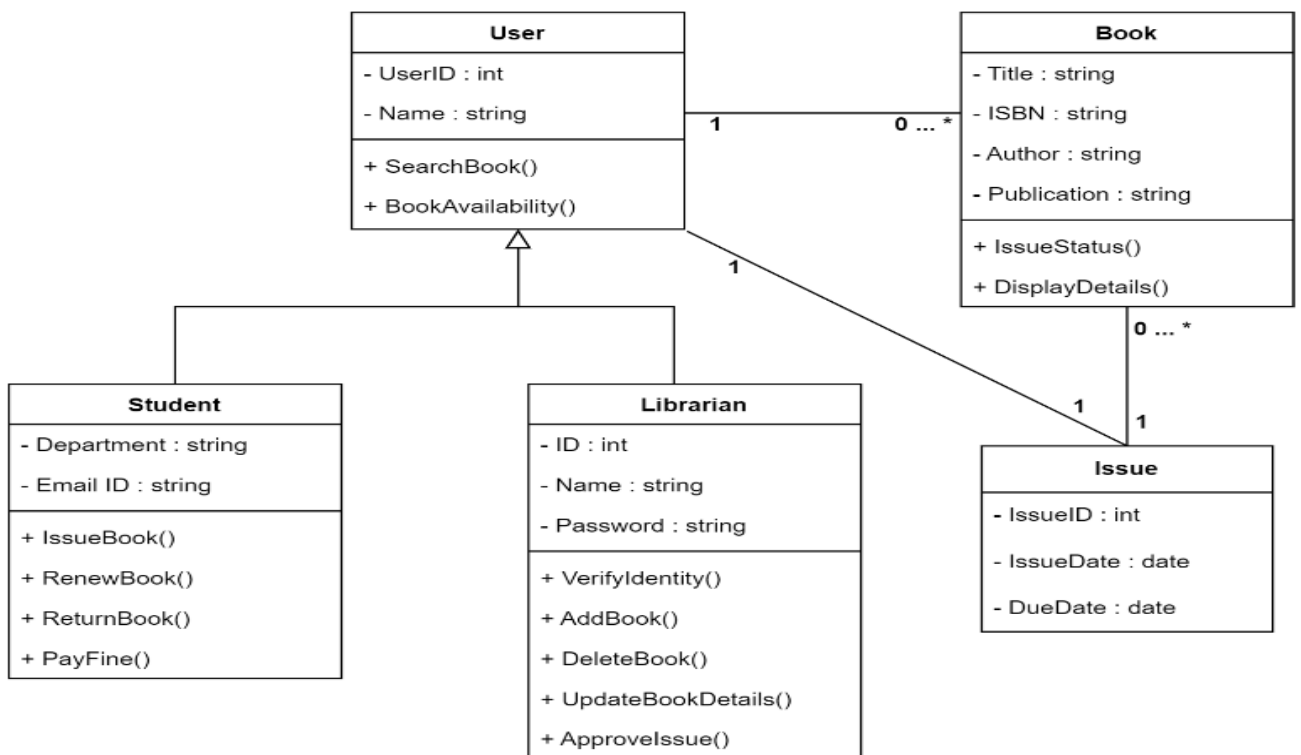 User
- UserID : int
- Name : string
+ SearchBook()
+ BookAvailability()
1
0 ... *
Book
- Title : string
- ISBN : string
- Author : string
- Publication : string
+ IssueStatus()
+ DisplayDetails()
1
0 ... *
1
1
Student
- Department : string
- Email ID : string
+ IssueBook()
+ RenewBook()
+ ReturnBook()
+ PayFine()
Librarian
- ID : int
- Name : string
- Password : string
+ VerifyIdentity()
+ AddBook()
+ DeleteBook()
+ UpdateBookDetails()
+ ApproveIssue()
Issue
- IssueID : int
- IssueDate : date
- DueDate : date